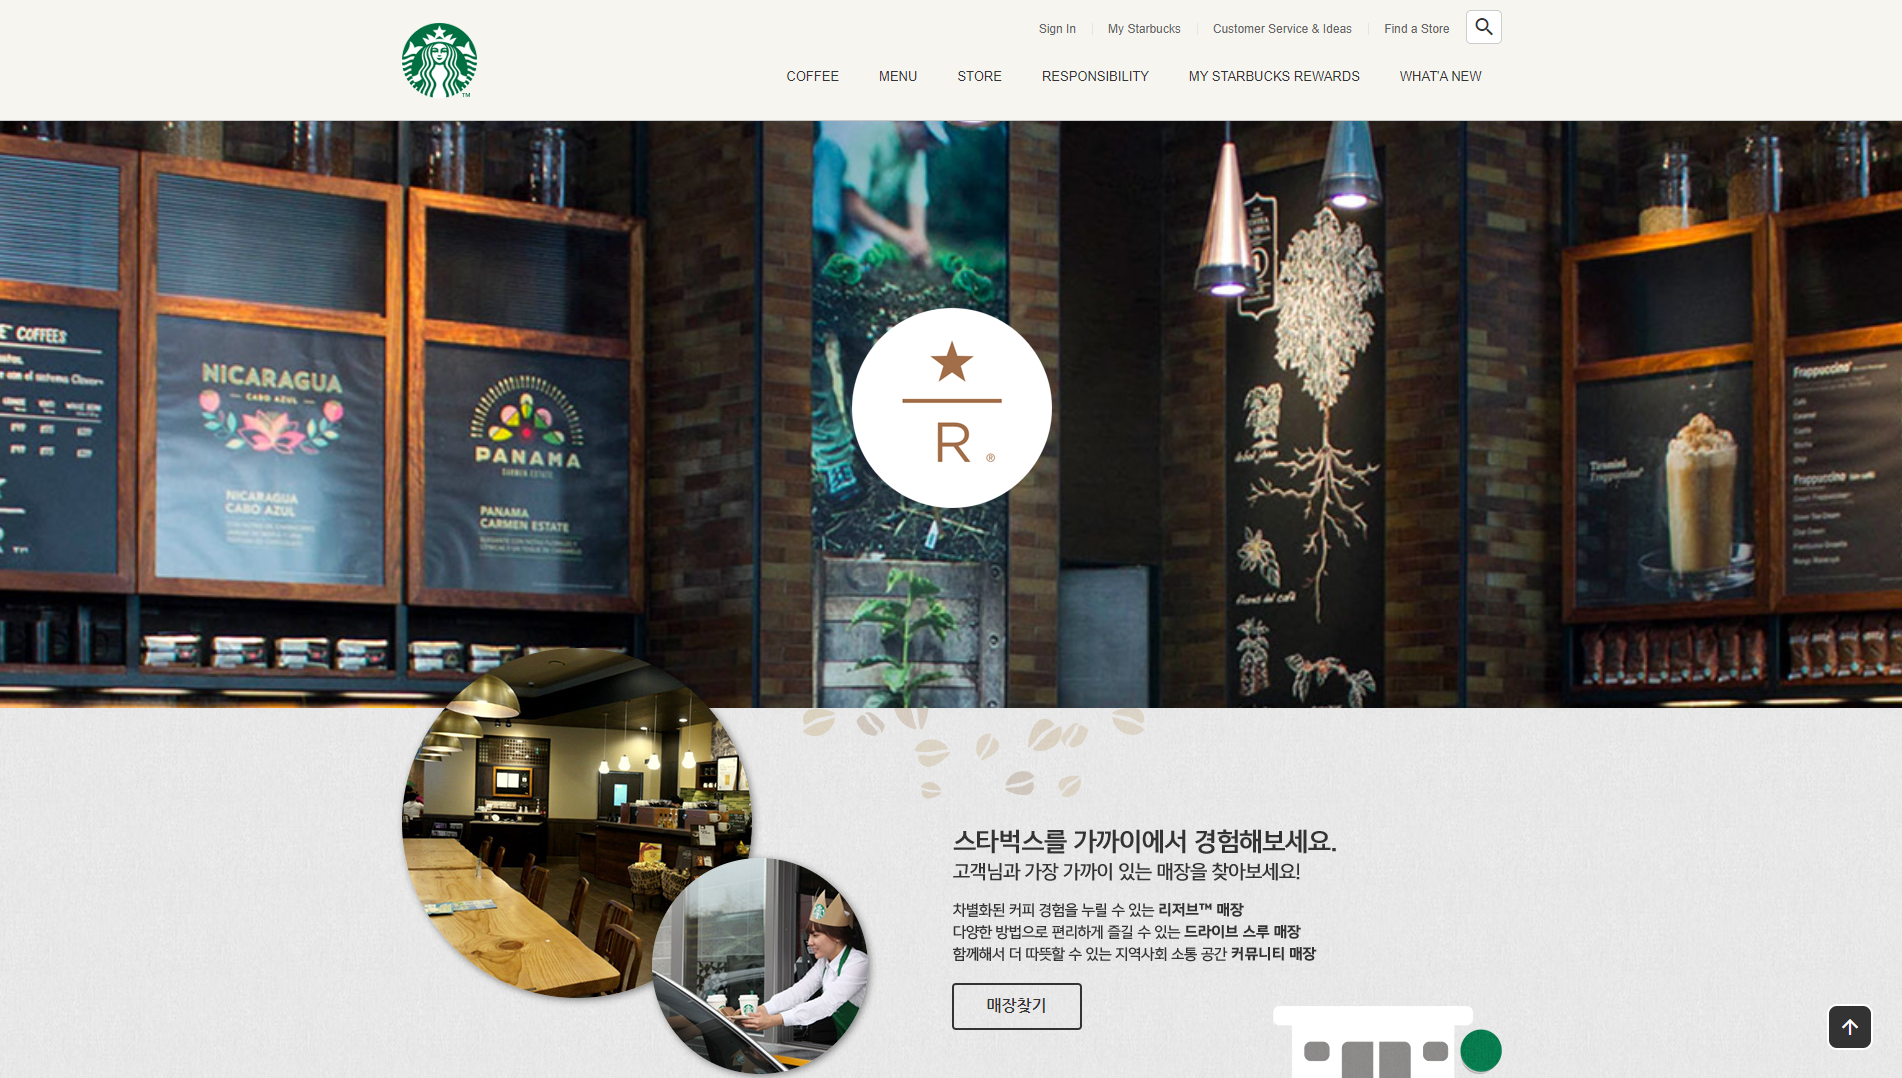 Sign In
My Starbucks
Customer Service & Ideas
Find a Store
TM
COFFEE
MENU
STORE
RESPONSIBILITY
MY STARBUCKS REWARDS
WHAT'A NEW
COFFEES
NICARAGUA
CABO AZUL
NICARAGUA
CABO AZUL
PANAMA
CARMEN ESTATE
PANAMA
CARMEN ESTATE
R ®
flores del café
Frappuccino
Frappuccino
스타벅스를 가까이에서 경험해보세요.
고객님과 가장 가까이 있는 매장을 찾아보세요!
차별화된 커피 경험을 누릴 수 있는 리저브™ 매장
다양한 방법으로 편리하게 즐길 수 있는 드라이브 스루 매장
함께해서 더 따뜻할 수 있는 지역사회 소통 공간 커뮤니티 매장
매장찾기